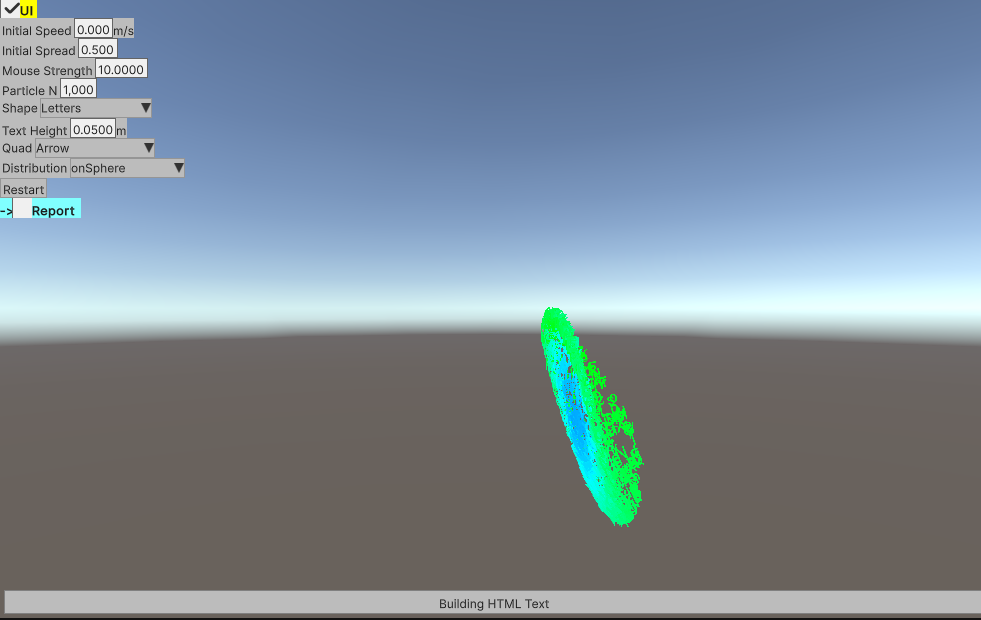 UI
Initial Speed 0.000 m/s
Initial Spread 0.500
Mouse Strength 10.0000
Particle N 1,000
Shape Letters
Text Height 0.0500 m
Quad Arrow
Distribution onSphere
Restart
-> Report
Building HTML Text